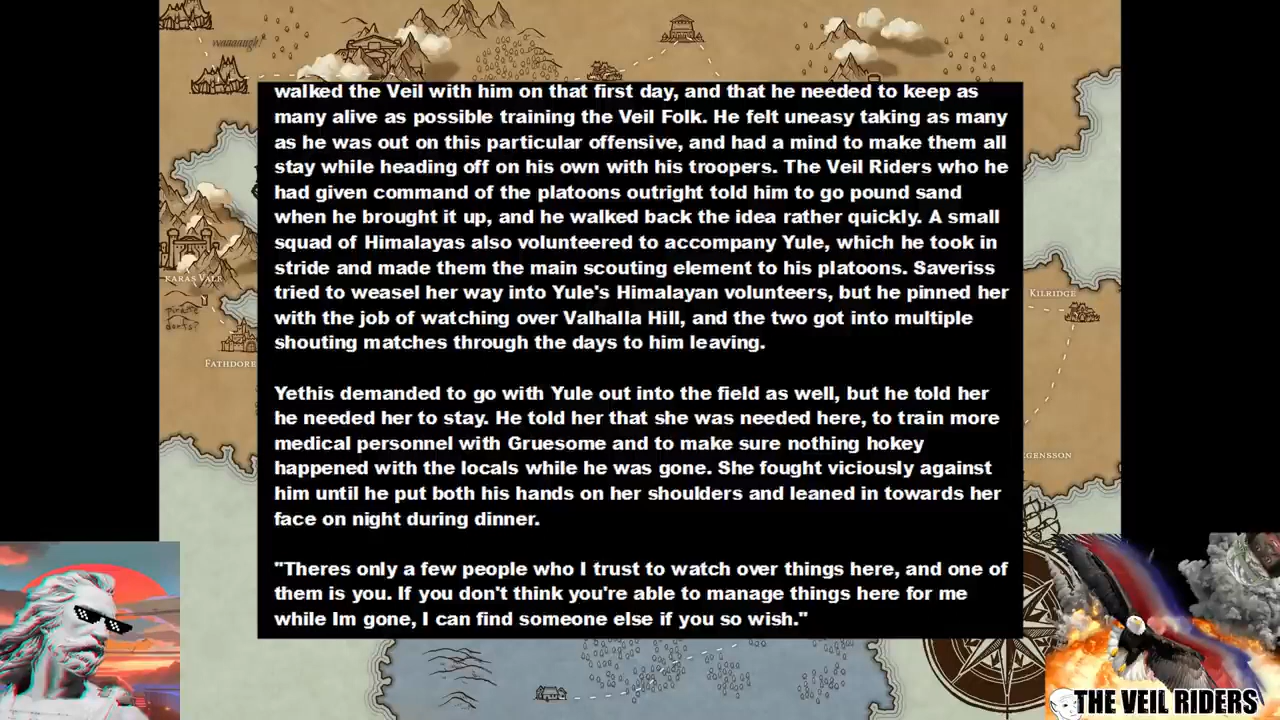 waaaaugh!
walked the Veil with him on that first day, and that he needed to keep as
many alive as possible training the Veil Folk. He felt uneasy taking as many
as he was out on this particular offensive, and had a mind to make them all
stay while heading off on his own with his troopers. The Veil Riders who he
had given command of the platoons outright told him to go pound sand
when he brought it up, and he walked back the idea rather quickly. A small
squad of Himalayas also volunteered to accompany Yule, which he took in
stride and made them the main scouting element to his platoons. Saveriss
tried to weasel her way into Yule's Himalayan volunteers, but he pinned her
with the job of watching over Valhalla Hill, and the two got into multiple
shouting matches through the days to him leaving.
Yethis demanded to go with Yule out into the field as well, but he told her
he needed her to stay. He told her that she was needed here, to train more
medical personnel with Gruesome and to make sure nothing hokey
happened with the locals while he was gone. She fought viciously against
him until he put both his hands on her shoulders and leaned in towards her
face on night during dinner.
"Theres only a few people who I trust to watch over things here, and one of
them is you. If you don't think you're able to manage things here for me
while Im gone, I can find someone else if you so wish."
KARAS VALE
FATHDORE
KILRIDGE
GENSSON
THE VEIL RIDERS